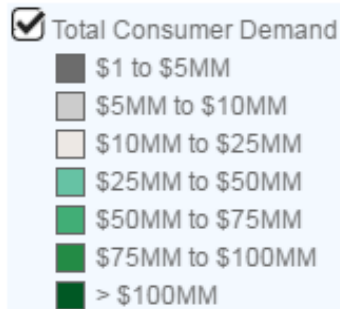 Total Consumer Demand
$1 to $5MM
$5MM to $10MM
$10MM to $25MM
$25MM to $50MM
$50MM to $75MM
$75MM to $100MM
> $100MM